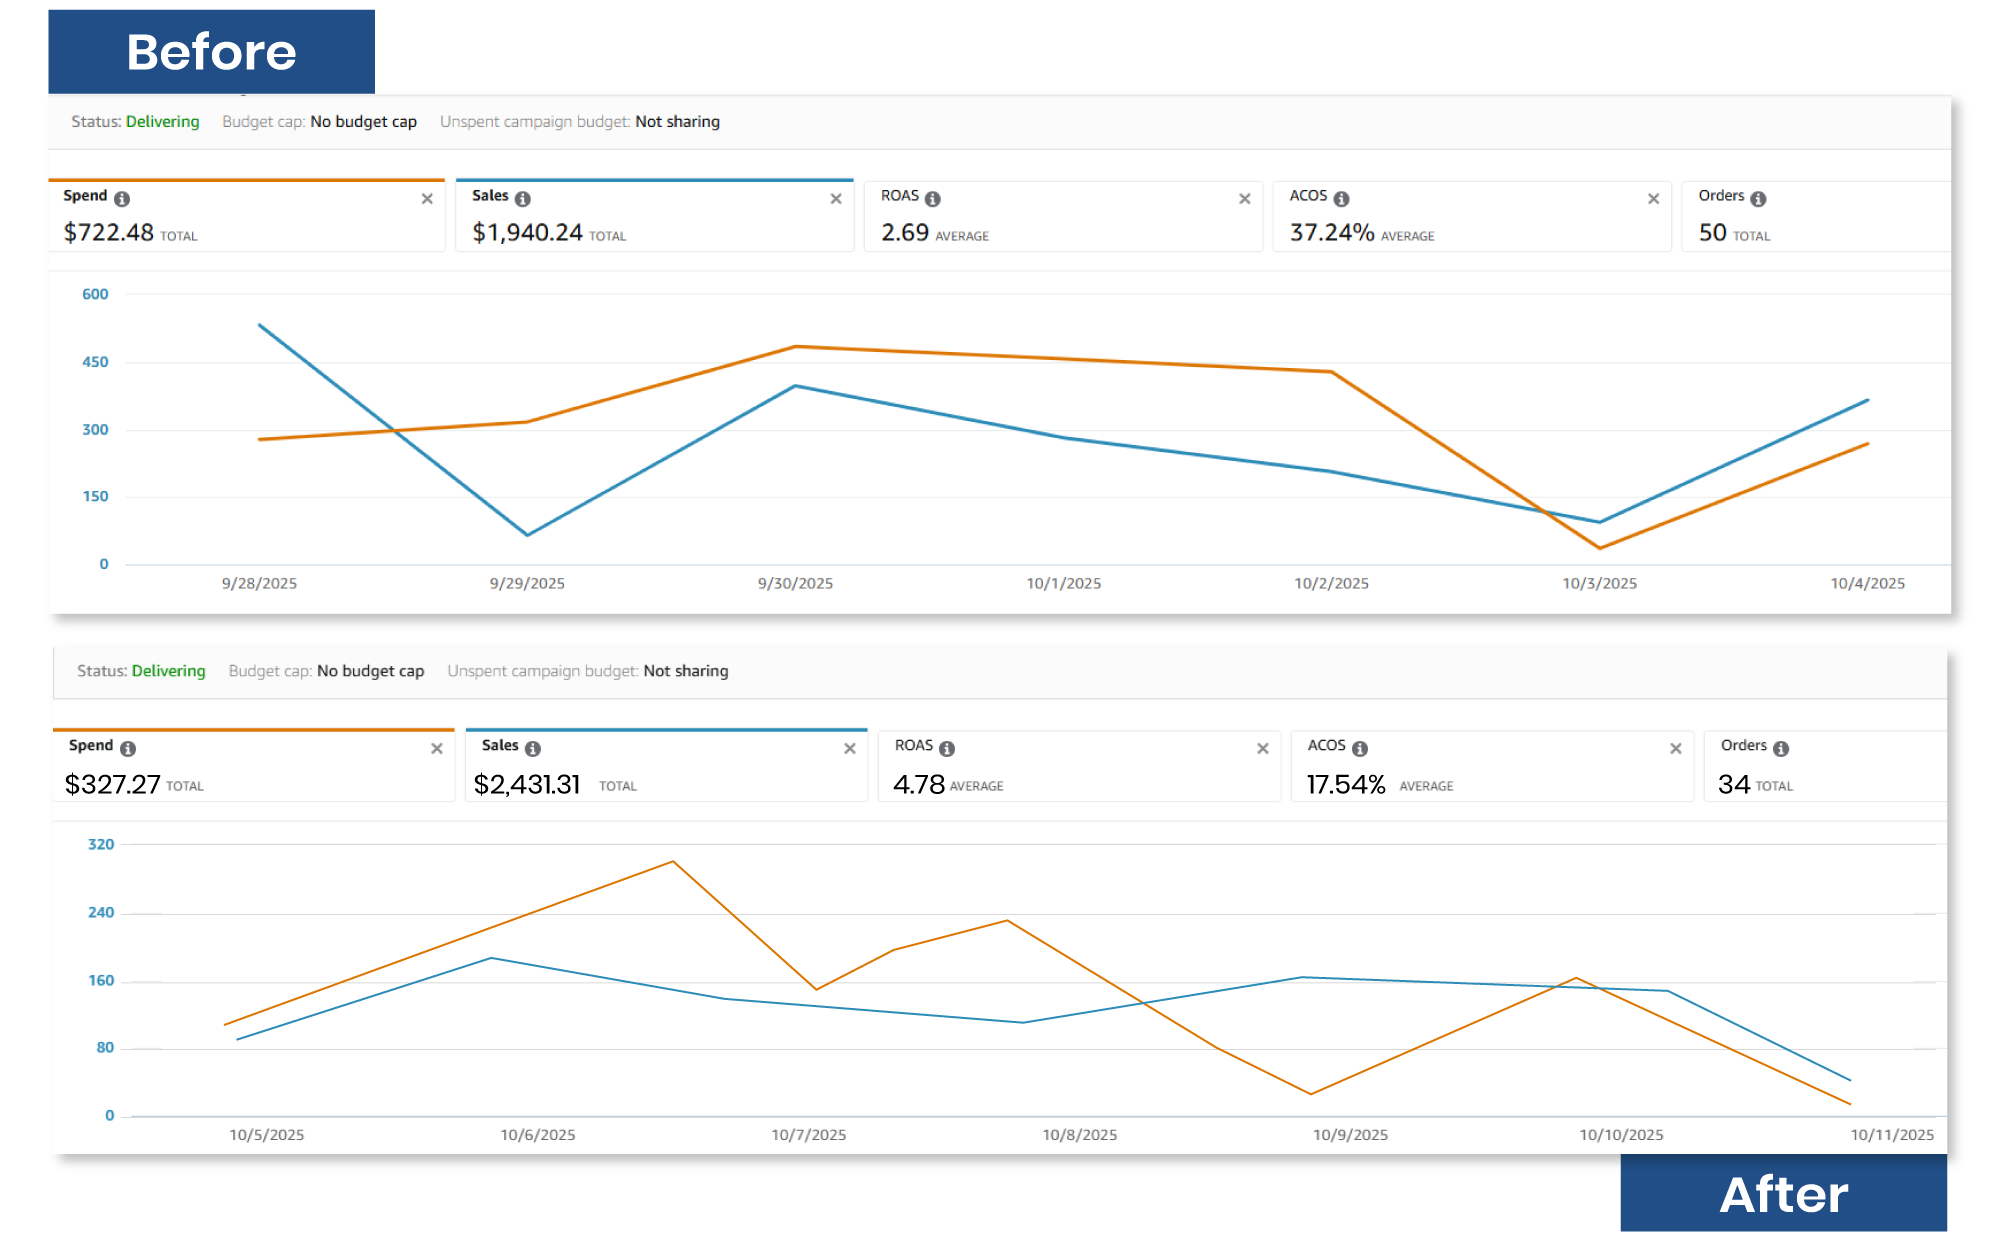 Before
Status: Delivering Budget cap: No budget cap Unspent campaign budget: Not sharing
Spend Sales ROAS ACOS Orders
$722.48 TOTAL $1,940.24 TOTAL 2.69 AVERAGE 37.24% AVERAGE 50 TOTAL
600
450
300
150
0
9/28/2025 9/29/2025 9/30/2025 10/1/2025 10/2/2025 10/3/2025 10/4/2025
Status: Delivering Budget cap: No budget cap Unspent campaign budget: Not sharing
Spend Sales ROAS ACOS Orders
$327.27 TOTAL $2,431.31 TOTAL 4.78 AVERAGE 17.54% AVERAGE 34 TOTAL
320
240
160
80
0
10/5/2025 10/6/2025 10/7/2025 10/8/2025 10/9/2025 10/10/2025 10/11/2025
After